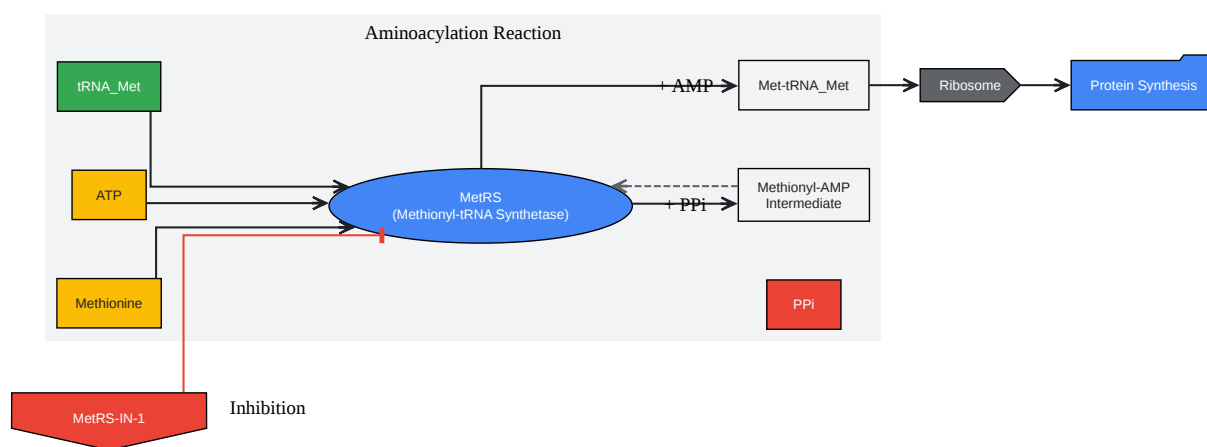 Aminoacylation Reaction
tRNA_Met
+ AMP
Met-tRNA_Met
Ribosome
Protein Synthesis
ATP
MetRS
(Methionyl-tRNA Synthetase)
+ PPi
Methionyl-AMP
Intermediate
Methionine
PPi
MetRS-IN-1
Inhibition